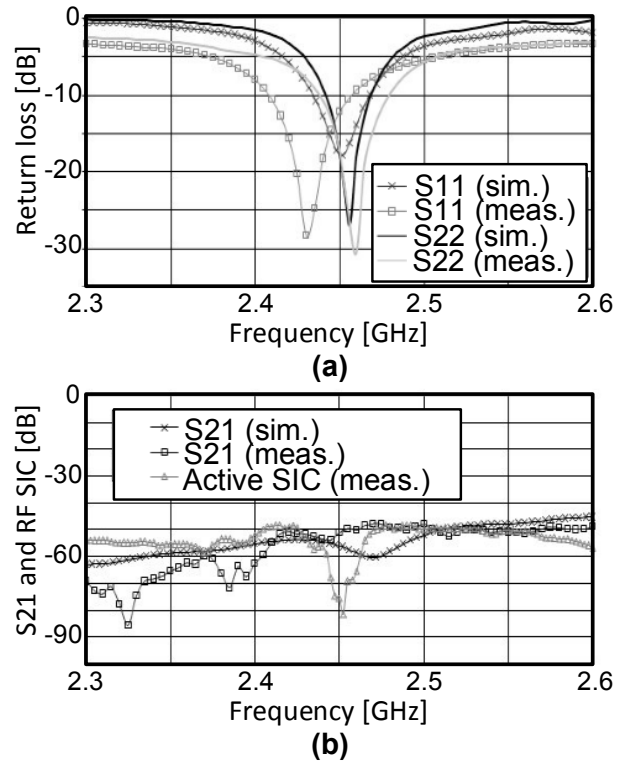 Return loss [dB]
0
-10
-20
-30
S11 (sim.)
S11 (meas.)
S22 (sim.)
S22 (meas.)
2.3
2.4
2.5
2.6
Frequency [GHz]
(a)
S21 and RF SIC [dB]
0
-30
-60
-90
S21 (sim.)
S21 (meas.)
Active SIC (meas.)
2.3
2.4
2.5
2.6
Frequency [GHz]
(b)